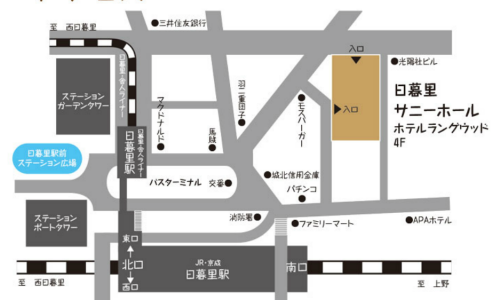 至 西日暮里
●三井住友銀行
入口
●光陽社ビル
日暮里・舎人ライナー
ステーション
ガーデンタワー
マクドナルド●
羽二重団子●
モスバーガー
入口
日暮里
サニーホール
ホテルラングウッド
4F
日暮里・舎人ライナー
日暮里駅
馬賊
日暮里駅前
ステーション広場
バスターミナル
交番●
●城北信用金庫
パチンコ
ステーション
ポートタワー
消防署●
●ファミリーマート
●APAホテル
東口
北口
西口
JR・京成
日暮里駅
南口
至 西日暮里
至 上野